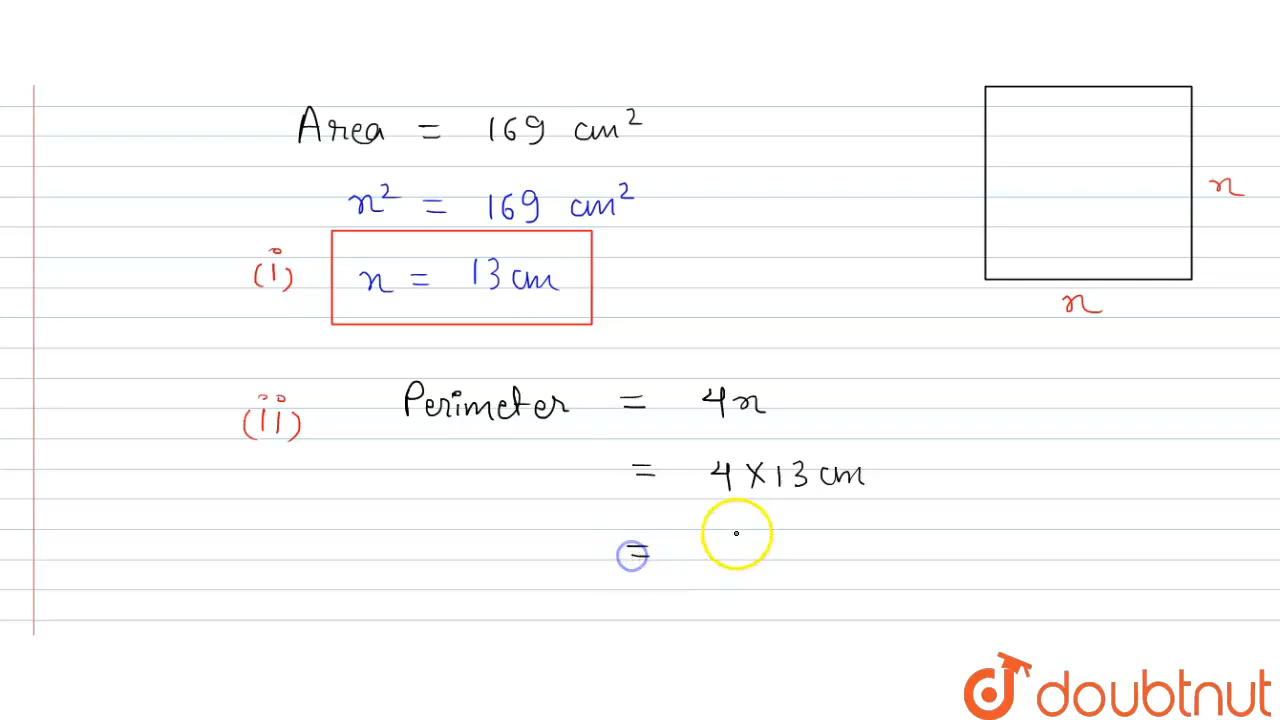 Area = 169 cm²
x² = 169 cm²
(i) x = 13 cm
(ii) Perimeter = 4x
= 4 × 13 cm
=
x
x
doubtnut